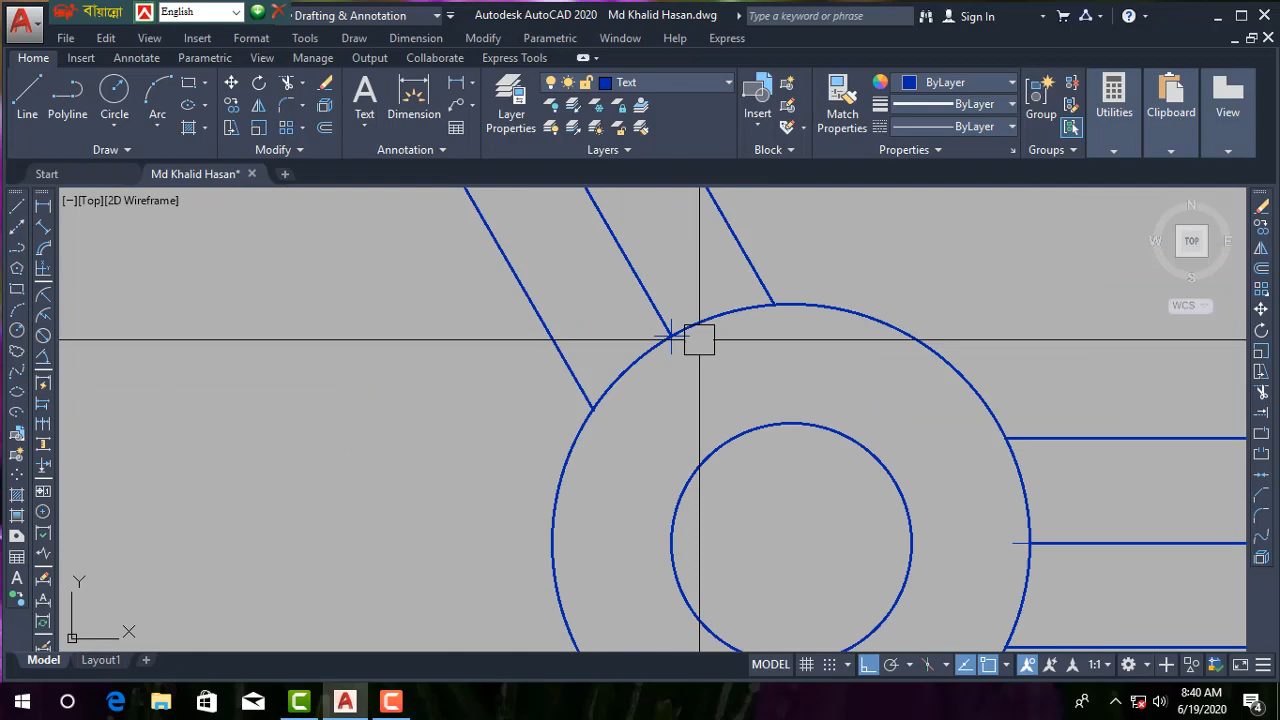 বায়ান্নো English Drafting & Annotation Autodesk AutoCAD 2020 Md Khalid Hasan.dwg Type a keyword or phrase Sign In
File Edit View Insert Format Tools Draw Dimension Modify Parametric Window Help Express
Home Insert Annotate Parametric View Manage Output Collaborate Express Tools
Text
ByLayer
ByLayer
ByLayer
Line Polyline Circle Arc
Text Dimension
Layer Properties
Insert
Match Properties
Group
Utilities Clipboard View
Draw Modify Annotation Layers Block Properties Groups
Start Md Khalid Hasan*
[−][Top][2D Wireframe]
N
W TOP E
S
WCS
Y
X
Model Layout1
MODEL 1:1
8:40 AM
6/19/2020
4